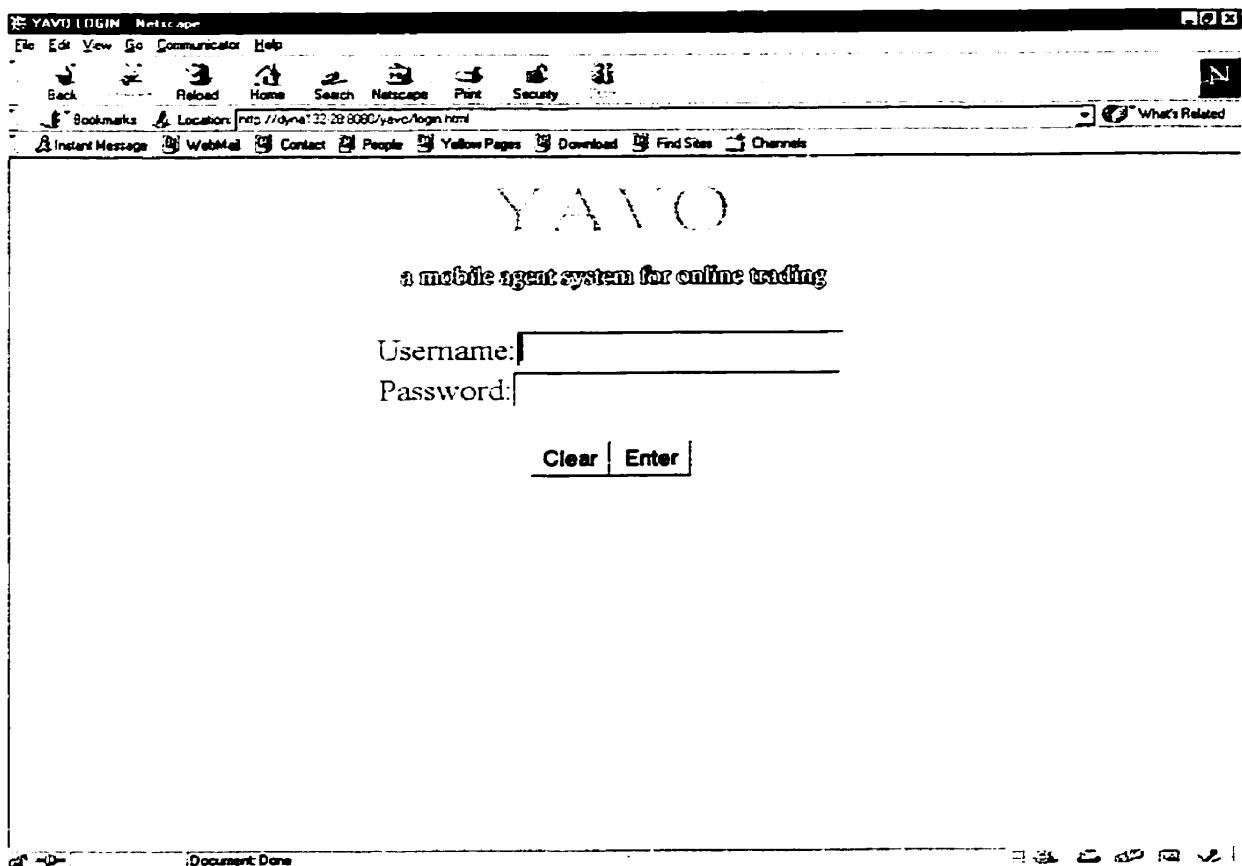 YAVO LOGIN Netscape
File Edit View Go Communicator Help
Back Reload Home Search Netscape Print Security
Bookmarks Location: http://dyna132-28:8080/yavo/login.html What's Related
Instant Message WebMail Contact People Yellow Pages Download Find Sites Channels
YAVO
a mobile agent system for online trading
Username:
Password:
Clear Enter
Document: Done